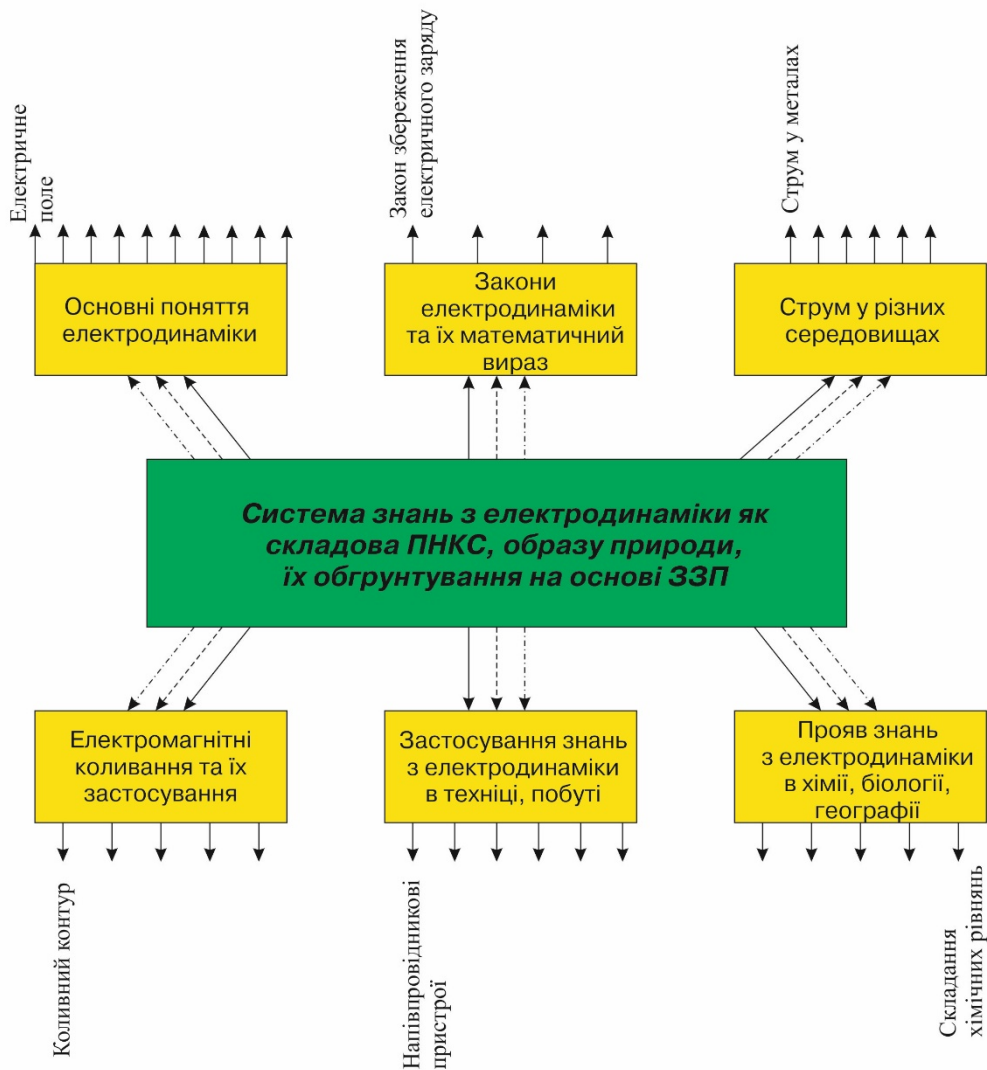 Електричне
поле
Закон збереження
електричного заряду
Струм у металах
Основні поняття
електродинаміки
Закони
електродинаміки
та їх математичний
вираз
Струм у різних
середовищах
Система знань з електродинаміки як
складова ПНКС, образу природи,
їх обгрунтування на основі ЗЗП
Електромагнітні
коливання та їх
застосування
Застосування знань
з електродинаміки
в техніці, побуті
Прояв знань
з електродинаміки
в хімії, біології,
географії
Коливний контур
Напівпровідникові
пристрої
Складання
хімічних рівнянь